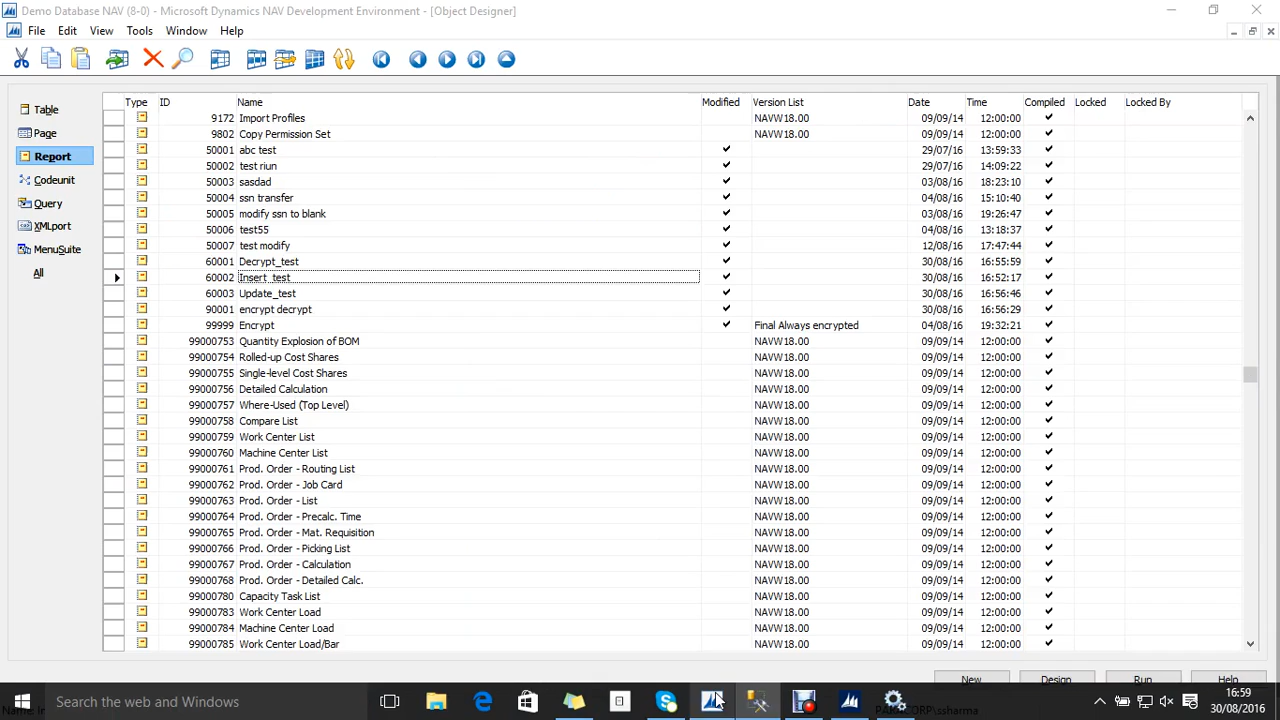 Demo Database NAV (8-0) - Microsoft Dynamics NAV Development Environment - [Object Designer]
File Edit View Tools Window Help
Type ID Name Modified Version List Date Time Compiled Locked Locked By
Table
Page
Report
Codeunit
Query
XMLport
MenuSuite
All
9172 Import Profiles NAVW18.00 09/09/14 12:00:00
9802 Copy Permission Set NAVW18.00 09/09/14 12:00:00
50001 abc test 29/07/16 13:59:33
50002 test riun 29/07/16 14:09:22
50003 sasdad 03/08/16 18:23:10
50004 ssn transfer 04/08/16 15:10:40
50005 modify ssn to blank 03/08/16 19:26:47
50006 test55 04/08/16 13:18:37
50007 test modify 12/08/16 17:47:44
60001 Decrypt_test 30/08/16 16:55:59
60002 Insert_test 30/08/16 16:52:17
60003 Update_test 30/08/16 16:56:46
90001 encrypt decrypt 30/08/16 16:56:29
99999 Encrypt Final Always encrypted 04/08/16 19:32:21
99000753 Quantity Explosion of BOM NAVW18.00 09/09/14 12:00:00
99000754 Rolled-up Cost Shares NAVW18.00 09/09/14 12:00:00
99000755 Single-level Cost Shares NAVW18.00 09/09/14 12:00:00
99000756 Detailed Calculation NAVW18.00 09/09/14 12:00:00
99000757 Where-Used (Top Level) NAVW18.00 09/09/14 12:00:00
99000758 Compare List NAVW18.00 09/09/14 12:00:00
99000759 Work Center List NAVW18.00 09/09/14 12:00:00
99000760 Machine Center List NAVW18.00 09/09/14 12:00:00
99000761 Prod. Order - Routing List NAVW18.00 09/09/14 12:00:00
99000762 Prod. Order - Job Card NAVW18.00 09/09/14 12:00:00
99000763 Prod. Order - List NAVW18.00 09/09/14 12:00:00
99000764 Prod. Order - Precalc. Time NAVW18.00 09/09/14 12:00:00
99000765 Prod. Order - Mat. Requisition NAVW18.00 09/09/14 12:00:00
99000766 Prod. Order - Picking List NAVW18.00 09/09/14 12:00:00
99000767 Prod. Order - Calculation NAVW18.00 09/09/14 12:00:00
99000768 Prod. Order - Detailed Calc. NAVW18.00 09/09/14 12:00:00
99000780 Capacity Task List NAVW18.00 09/09/14 12:00:00
99000783 Work Center Load NAVW18.00 09/09/14 12:00:00
99000784 Machine Center Load NAVW18.00 09/09/14 12:00:00
99000785 Work Center Load/Bar NAVW18.00 09/09/14 12:00:00
New Design Run Help
Search the web and Windows
16:59
30/08/2016